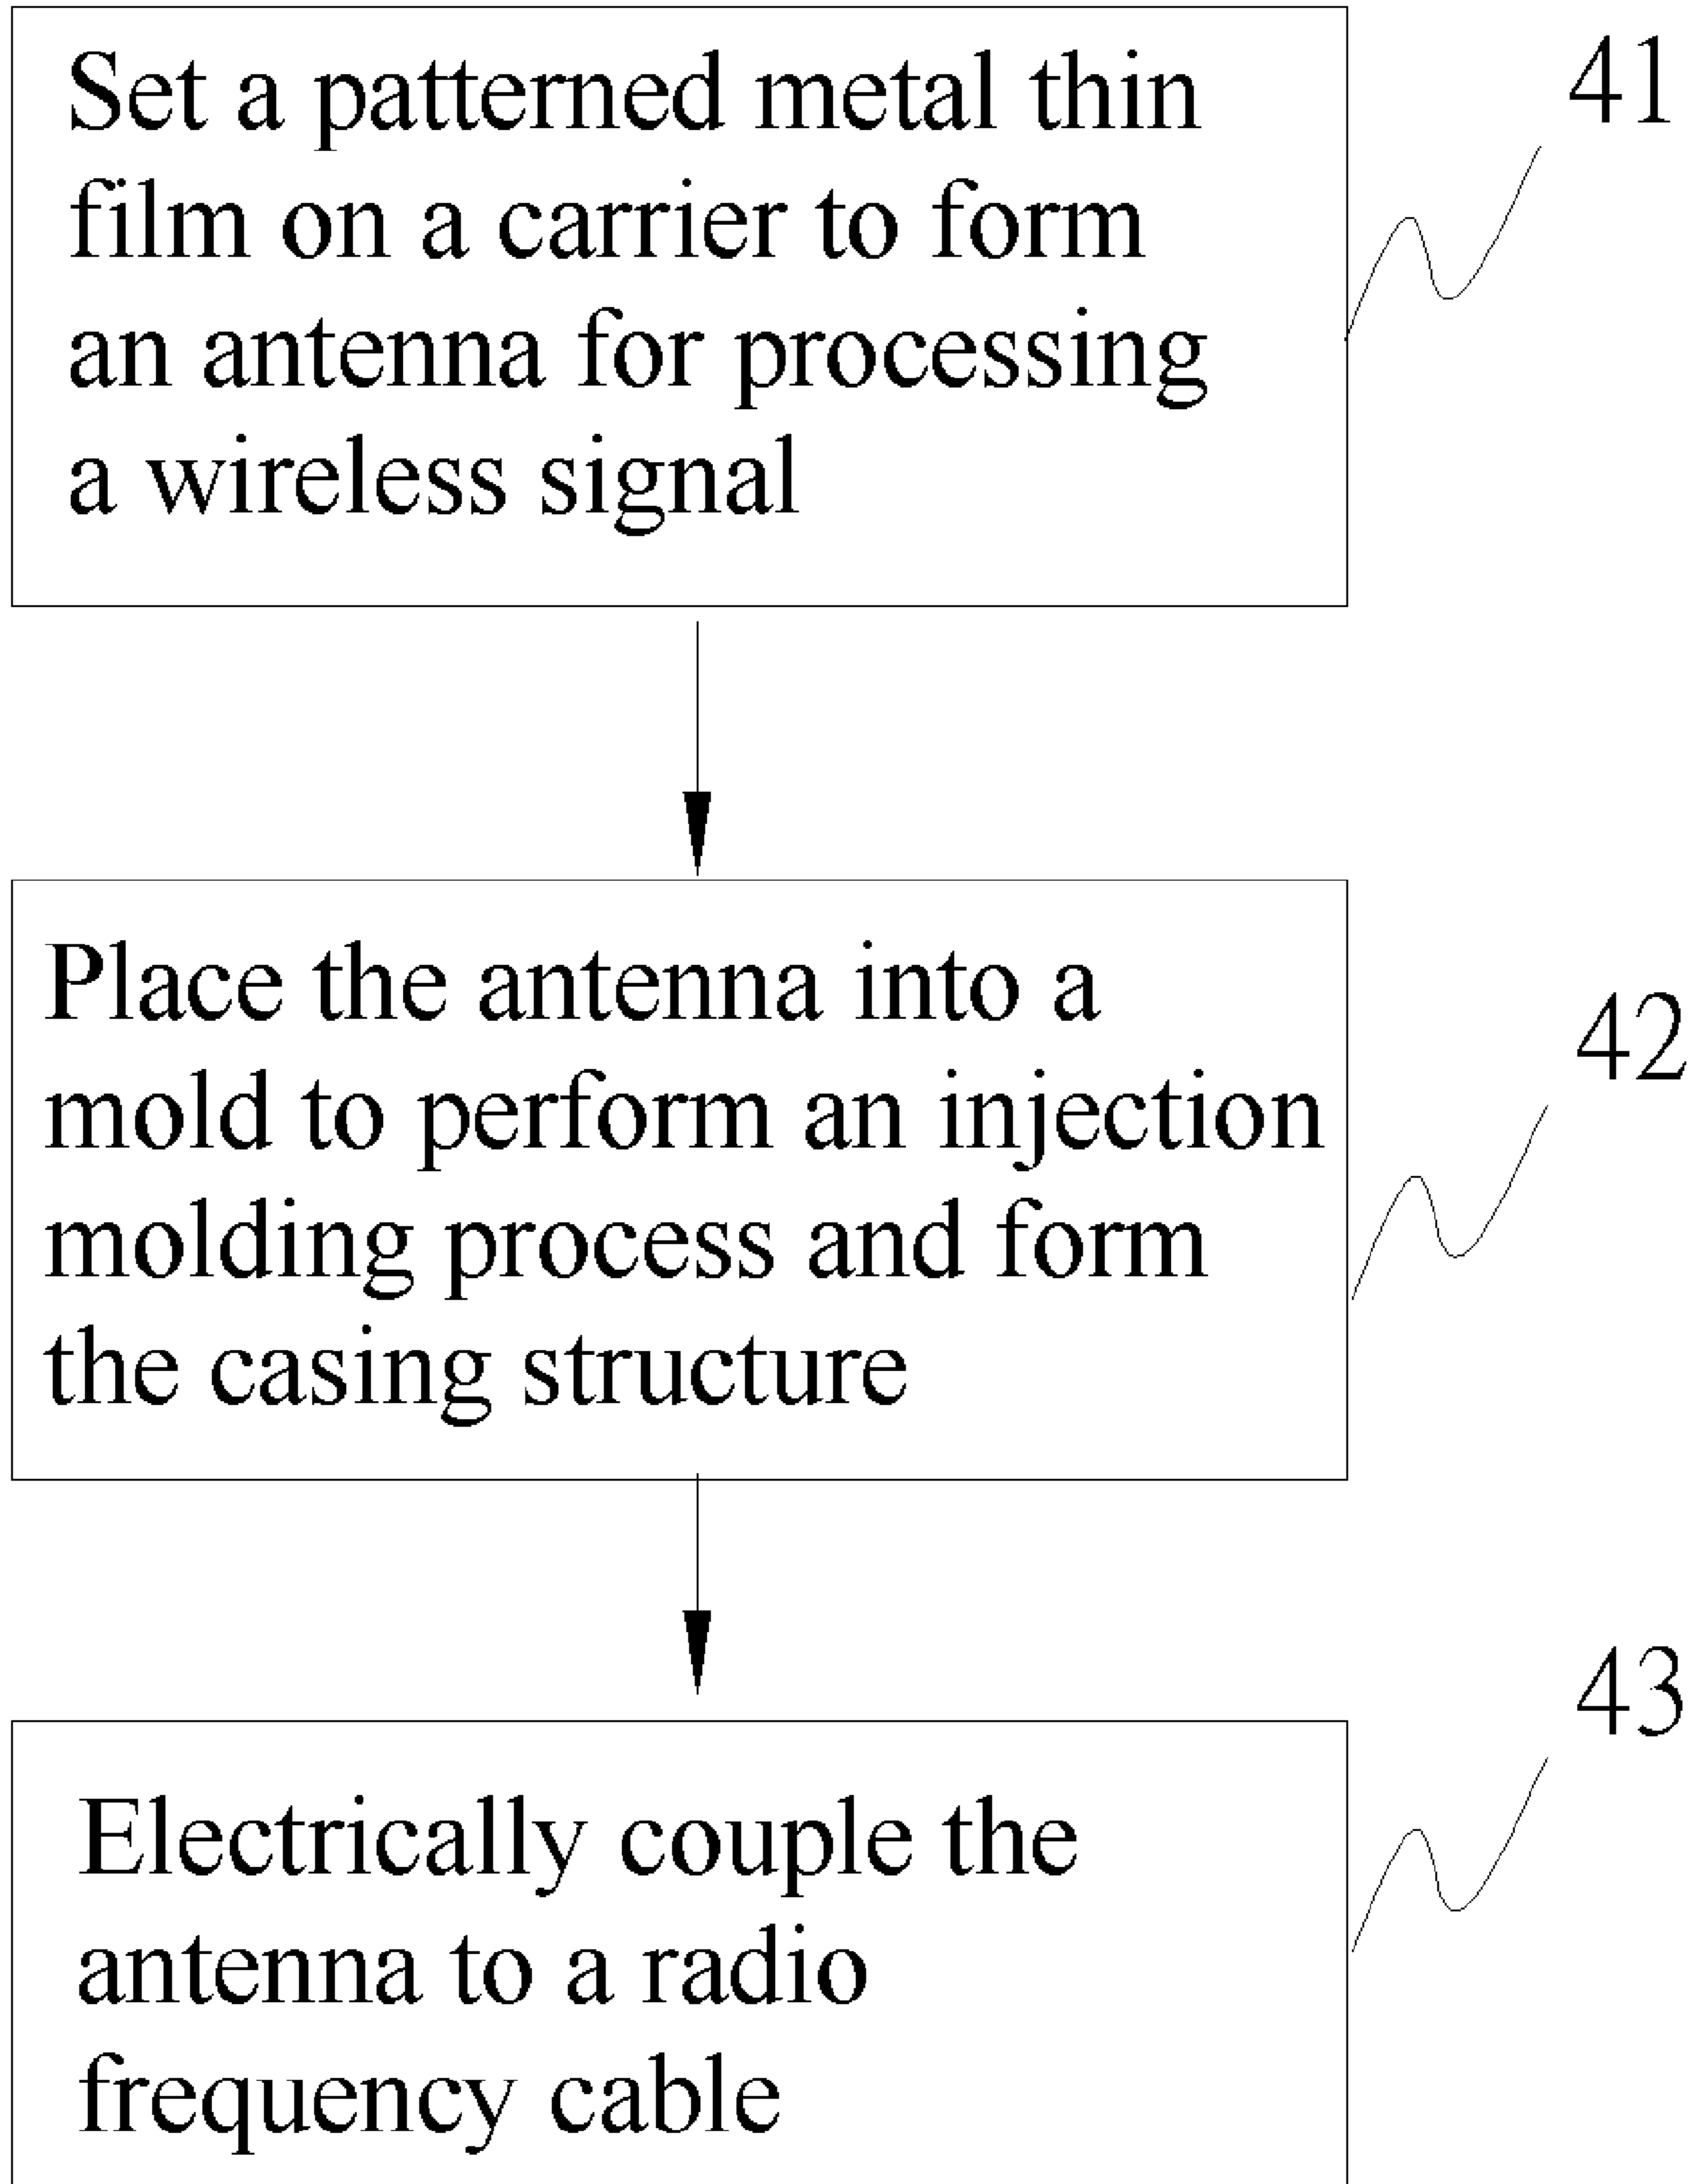 Set a patterned metal thin
film on a carrier to form
an antenna for processing
a wireless signal
41
Place the antenna into a
mold to perform an injection
molding process and form
the casing structure
42
Electrically couple the
antenna to a radio
frequency cable
43